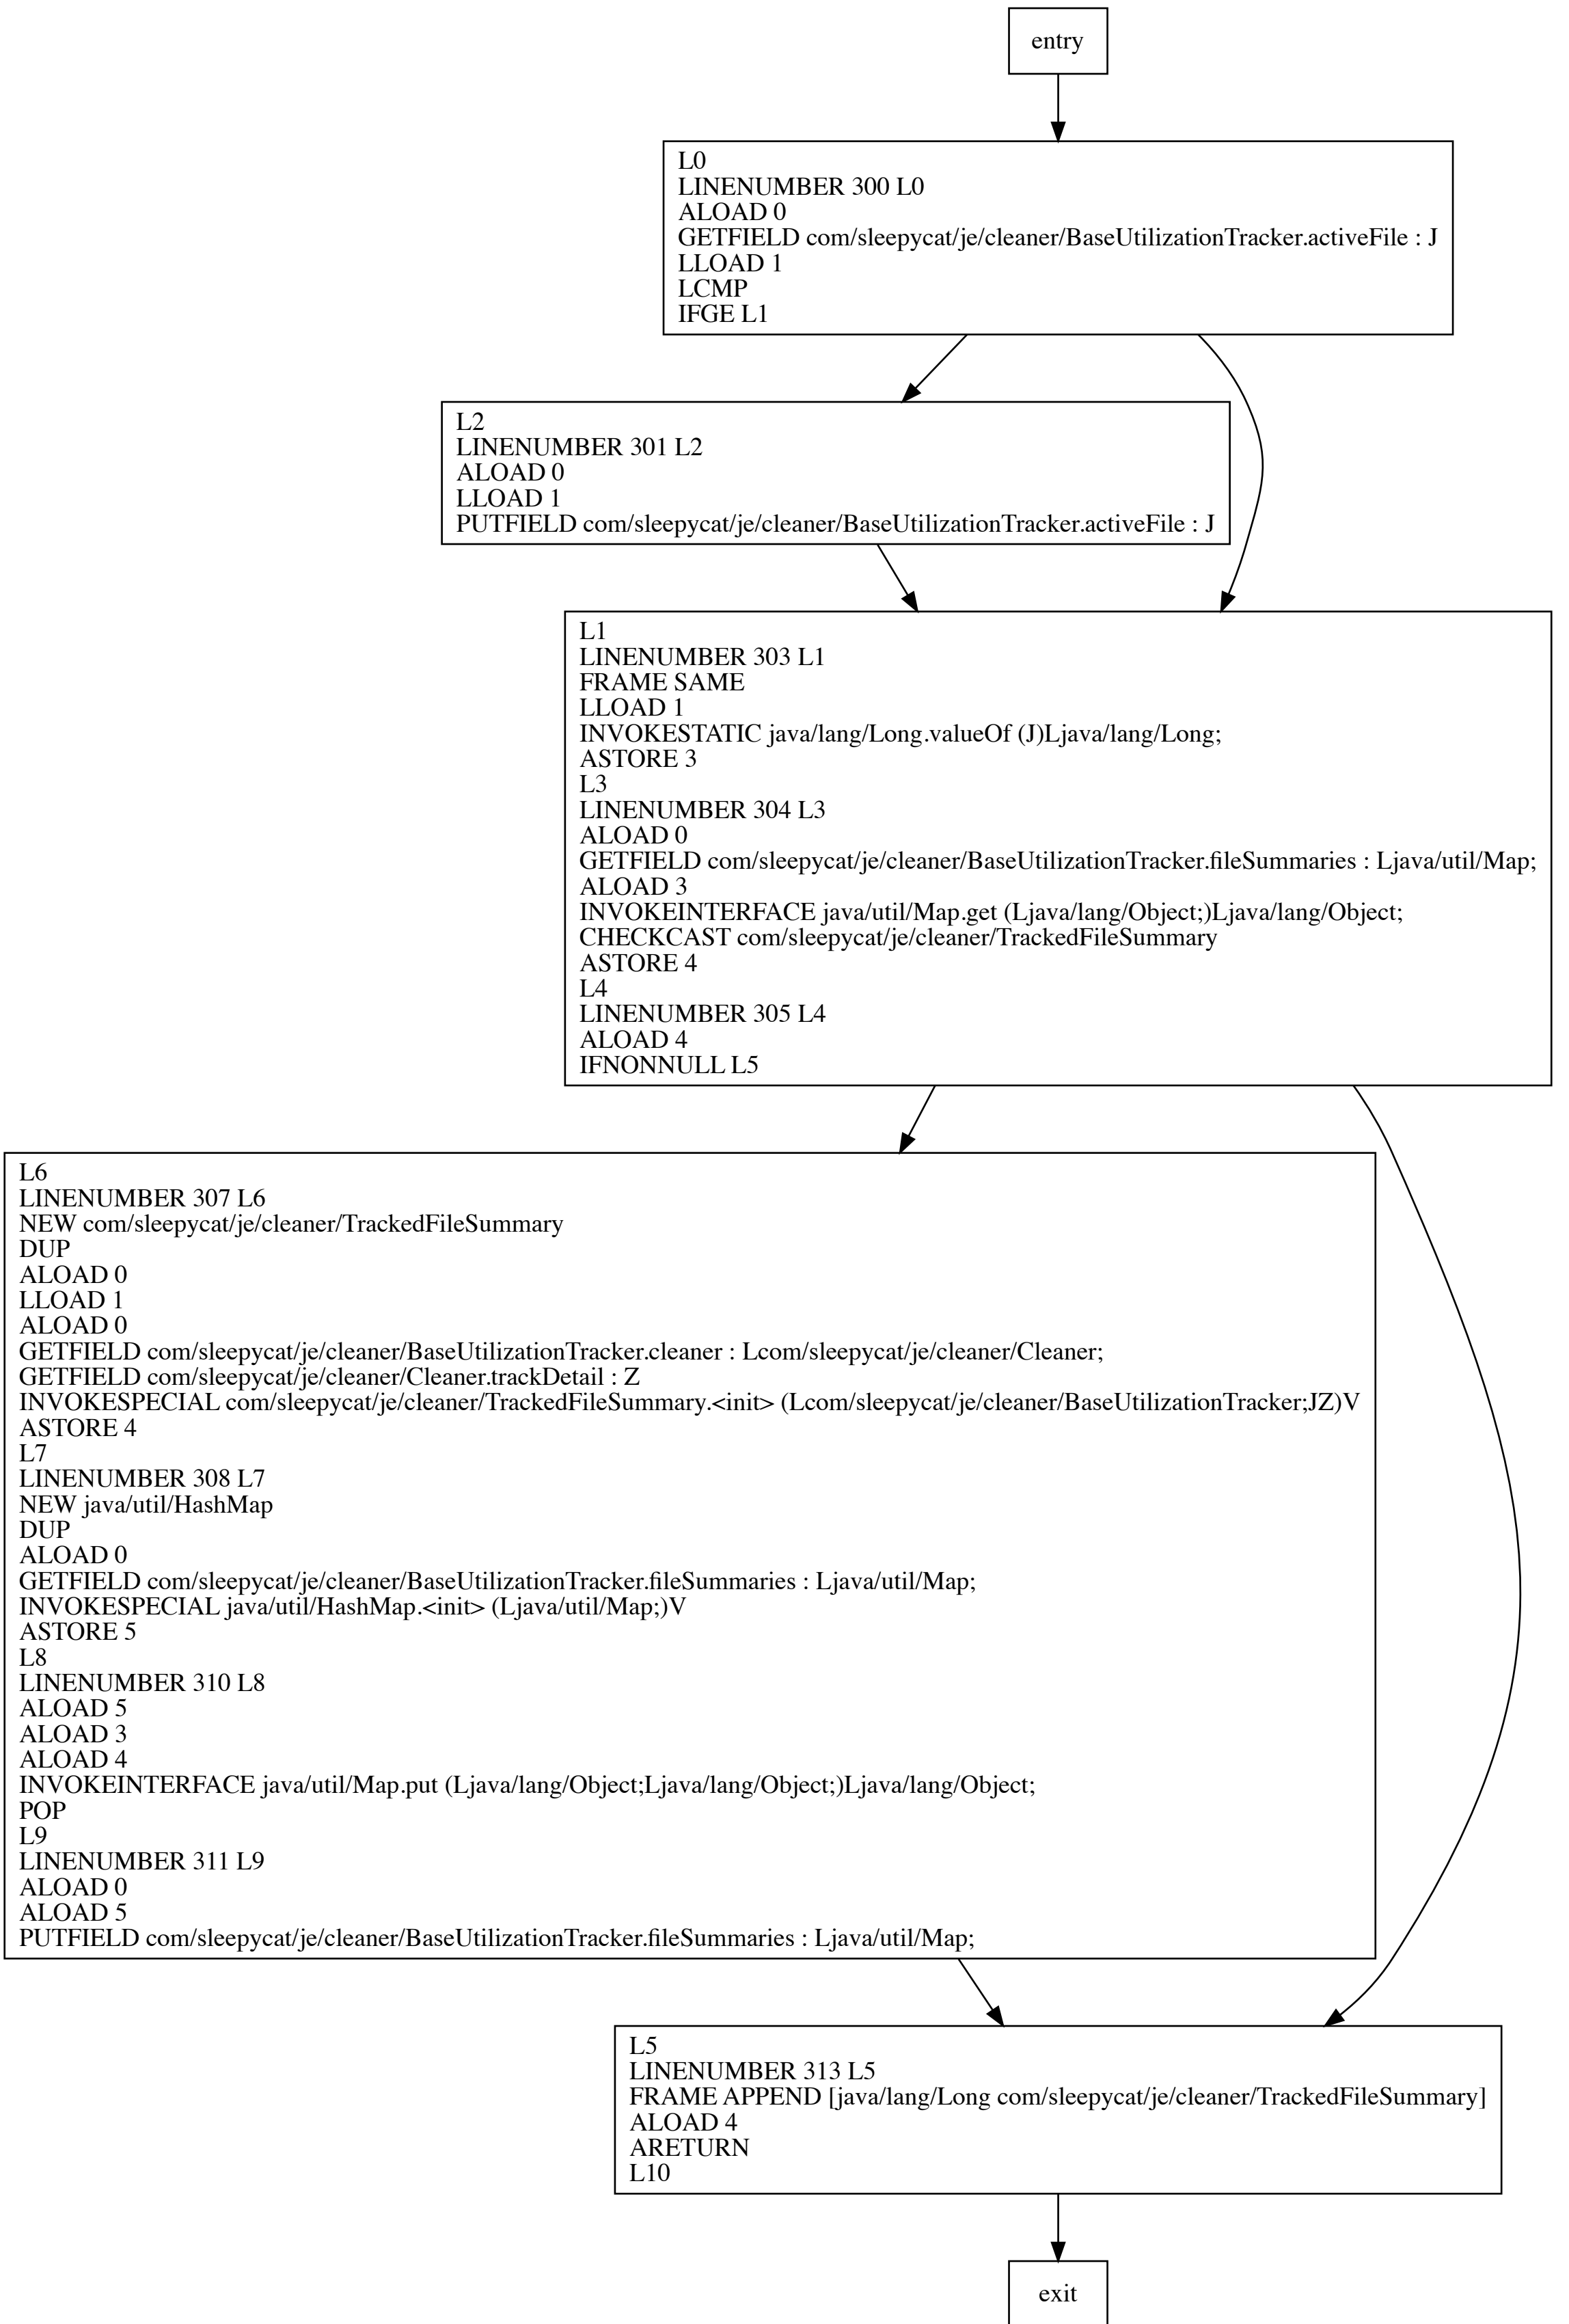 entry
L0
LINENUMBER 300 L0
ALOAD 0
GETFIELD com/sleepycat/je/cleaner/BaseUtilizationTracker.activeFile : J
LLOAD 1
LCMP
IFGE L1
L2
LINENUMBER 301 L2
ALOAD 0
LLOAD 1
PUTFIELD com/sleepycat/je/cleaner/BaseUtilizationTracker.activeFile : J
L1
LINENUMBER 303 L1
FRAME SAME
LLOAD 1
INVOKESTATIC java/lang/Long.valueOf (J)Ljava/lang/Long;
ASTORE 3
L3
LINENUMBER 304 L3
ALOAD 0
GETFIELD com/sleepycat/je/cleaner/BaseUtilizationTracker.fileSummaries : Ljava/util/Map;
ALOAD 3
INVOKEINTERFACE java/util/Map.get (Ljava/lang/Object;)Ljava/lang/Object;
CHECKCAST com/sleepycat/je/cleaner/TrackedFileSummary
ASTORE 4
L4
LINENUMBER 305 L4
ALOAD 4
IFNONNULL L5
L6
LINENUMBER 307 L6
NEW com/sleepycat/je/cleaner/TrackedFileSummary
DUP
ALOAD 0
LLOAD 1
ALOAD 0
GETFIELD com/sleepycat/je/cleaner/BaseUtilizationTracker.cleaner : Lcom/sleepycat/je/cleaner/Cleaner;
GETFIELD com/sleepycat/je/cleaner/Cleaner.trackDetail : Z
INVOKESPECIAL com/sleepycat/je/cleaner/TrackedFileSummary.<init> (Lcom/sleepycat/je/cleaner/BaseUtilizationTracker;JZ)V
ASTORE 4
L7
LINENUMBER 308 L7
NEW java/util/HashMap
DUP
ALOAD 0
GETFIELD com/sleepycat/je/cleaner/BaseUtilizationTracker.fileSummaries : Ljava/util/Map;
INVOKESPECIAL java/util/HashMap.<init> (Ljava/util/Map;)V
ASTORE 5
L8
LINENUMBER 310 L8
ALOAD 5
ALOAD 3
ALOAD 4
INVOKEINTERFACE java/util/Map.put (Ljava/lang/Object;Ljava/lang/Object;)Ljava/lang/Object;
POP
L9
LINENUMBER 311 L9
ALOAD 0
ALOAD 5
PUTFIELD com/sleepycat/je/cleaner/BaseUtilizationTracker.fileSummaries : Ljava/util/Map;
L5
LINENUMBER 313 L5
FRAME APPEND [java/lang/Long com/sleepycat/je/cleaner/TrackedFileSummary]
ALOAD 4
ARETURN
L10
exit